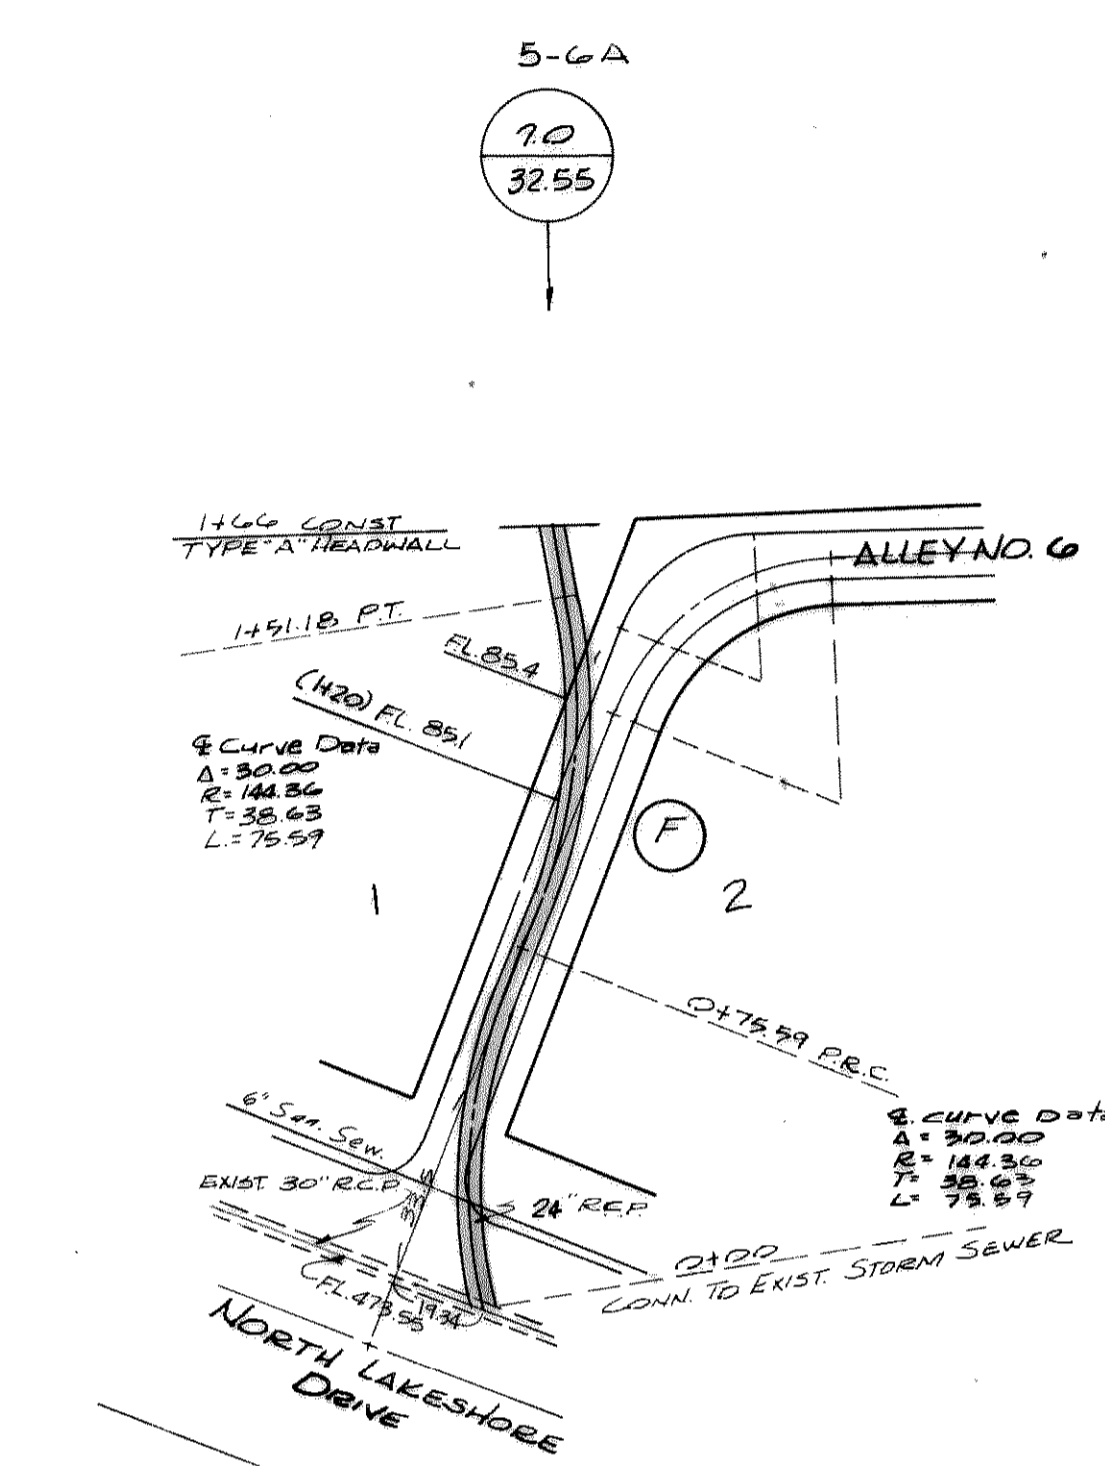 5-6A
7.0
32.55
1+66 CONST
TYPE "A" HEADWALL
ALLEY NO. 6
1+51.18 P.T.
FL. 85.4
(1+20) FL. 85.1
℄ Curve Data
Δ = 30.00
R = 144.36
T = 38.63
L. = 75.59
F
1
2
0+75.59 P.R.C.
6" San. Sew.
℄. Curve Data
Δ = 30.00
R = 144.36
T = 38.63
L = 75.59
EXIST. 30" R.C.P.
24" R.C.P.
0+00
CONN. TO EXIST. STORM SEWER
FL. 473.55
19.34
NORTH LAKESHORE
DRIVE